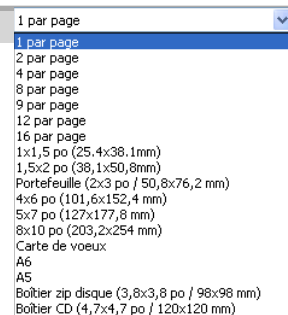 1 par page
1 par page
2 par page
4 par page
8 par page
9 par page
12 par page
16 par page
1x1,5 po (25.4x38.1mm)
1,5x2 po (38,1x50,8mm)
Portefeuille (2x3 po / 50,8x76,2 mm)
4x6 po (101,6x152,4 mm)
5x7 po (127x177,8 mm)
8x10 po (203,2x254 mm)
Carte de voeux
A6
A5
Boîtier zip disque (3,8x3,8 po / 98x98 mm)
Boîtier CD (4,7x4,7 po / 120x120 mm)